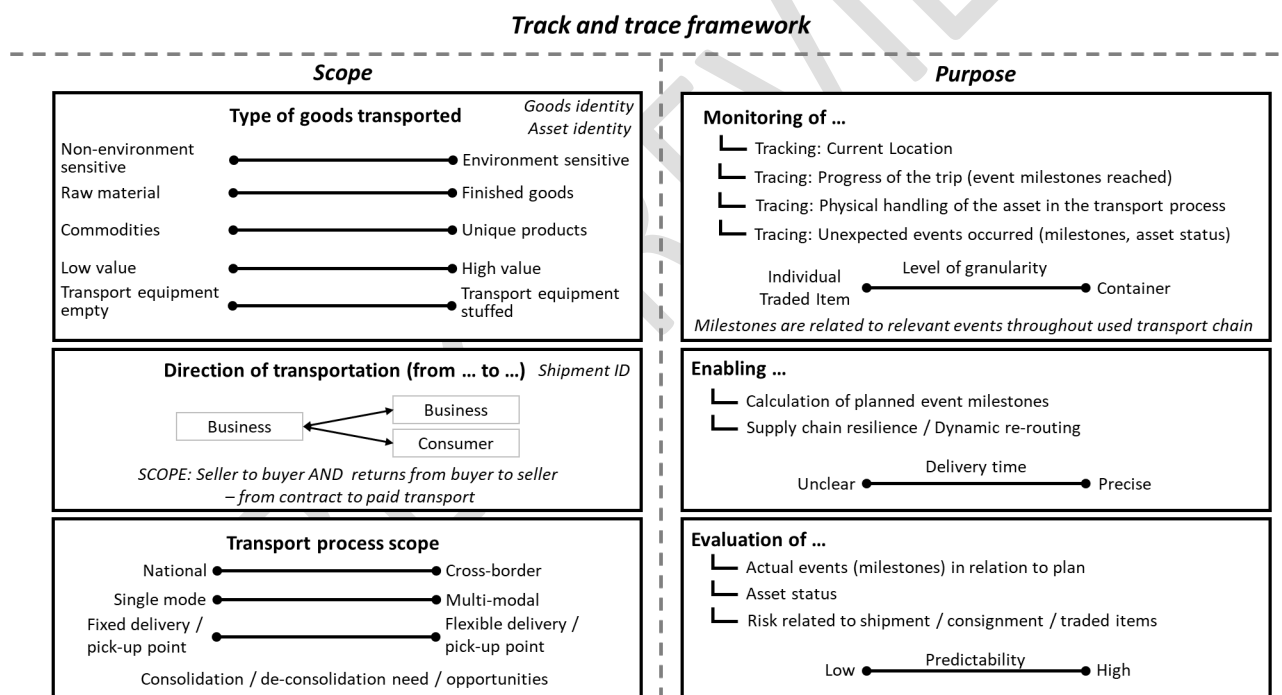 Track and trace framework
Scope
Type of goods transported
Goods identity
Asset identity
Non-environment
sensitive
Environment sensitive
Raw material
Finished goods
Commodities
Unique products
Low value
High value
Transport equipment
empty
Transport equipment
stuffed
Direction of transportation (from … to …)
Shipment ID
Business
Business
Consumer
SCOPE: Seller to buyer AND returns from buyer to seller
– from contract to paid transport
Transport process scope
National
Cross-border
Single mode
Multi-modal
Fixed delivery /
pick-up point
Flexible delivery /
pick-up point
Consolidation / de-consolidation need / opportunities
Purpose
Monitoring of …
Tracking: Current Location
Tracing: Progress of the trip (event milestones reached)
Tracing: Physical handling of the asset in the transport process
Tracing: Unexpected events occurred (milestones, asset status)
Level of granularity
Individual
Traded Item
Container
Milestones are related to relevant events throughout used transport chain
Enabling …
Calculation of planned event milestones
Supply chain resilience / Dynamic re-routing
Delivery time
Unclear
Precise
Evaluation of …
Actual events (milestones) in relation to plan
Asset status
Risk related to shipment / consignment / traded items
Predictability
Low
High